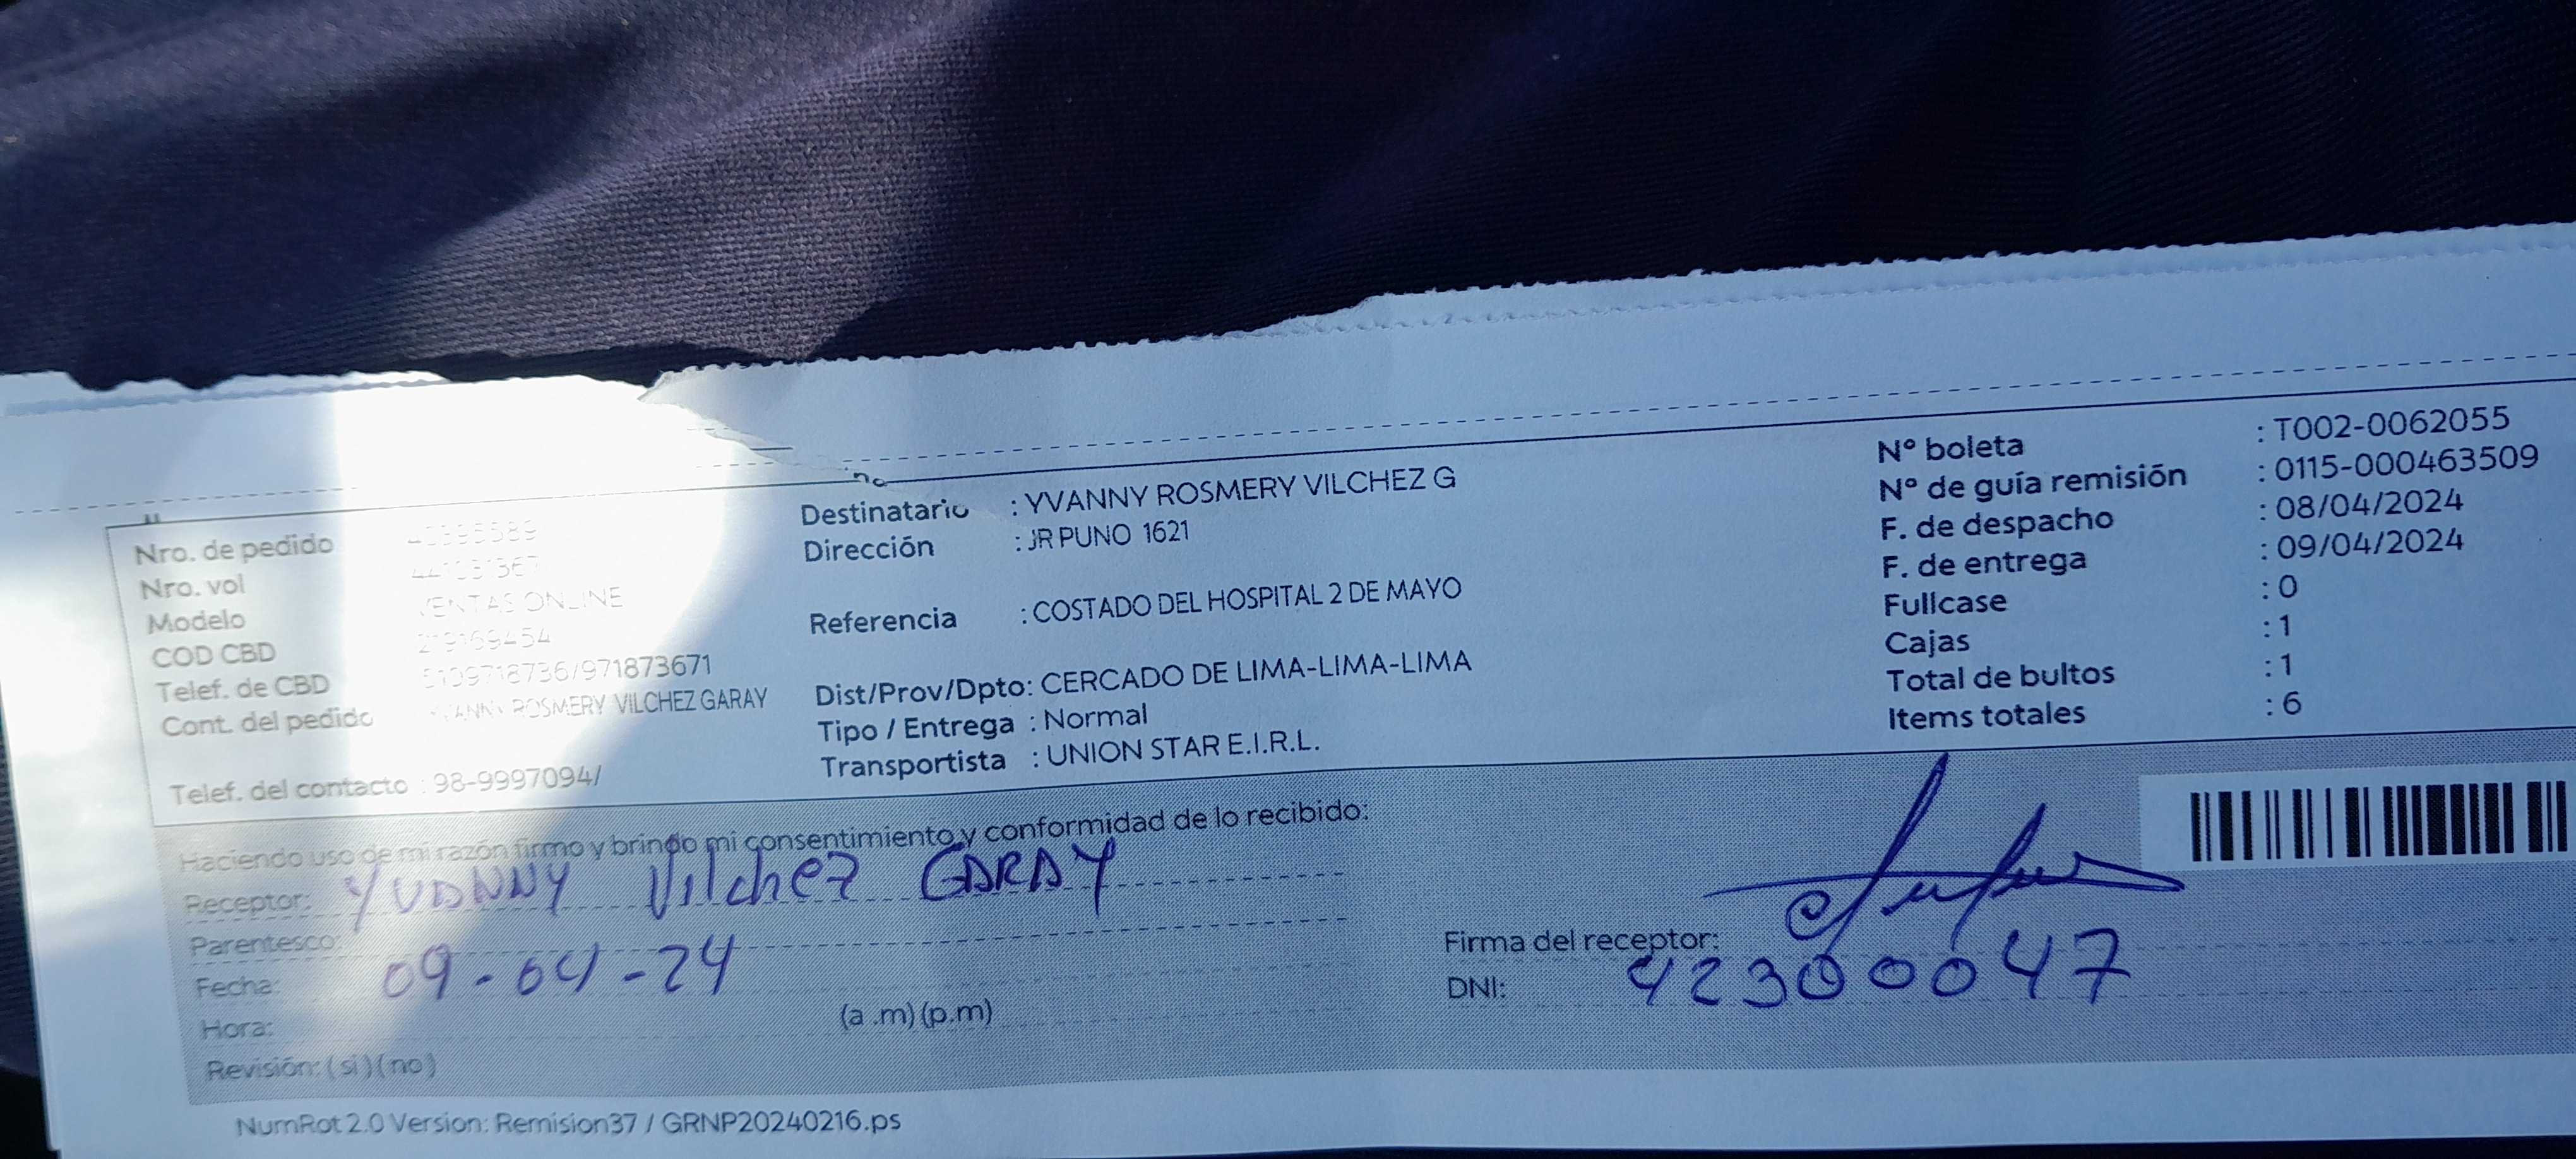 Nro. de pedido
Nro. vol
Modelo VENTAS ONLINE
COD CBD
Telef. de CBD 5109718736/971873671
Cont. del pedido YVANNY ROSMERY VILCHEZ GARAY
Telef. del contacto : 98-9997094/
Destinatario : YVANNY ROSMERY VILCHEZ G
Dirección : JR PUNO 1621
Referencia : COSTADO DEL HOSPITAL 2 DE MAYO
Dist/Prov/Dpto: CERCADO DE LIMA-LIMA-LIMA
Tipo / Entrega : Normal
Transportista : UNION STAR E.I.R.L.
Nº boleta : T002-0062055
Nº de guía remisión : 0115-000463509
F. de despacho : 08/04/2024
F. de entrega : 09/04/2024
Fullcase : 0
Cajas : 1
Total de bultos : 1
Items totales : 6
Haciendo uso de mi razón firmo y brindo mi consentimiento y conformidad de lo recibido:
Receptor: YVANNY Vilchez GARAY
Parentesco:
Fecha: 09-04-24
Hora: (a .m) (p.m)
Revisión: ( si ) ( no )
Firma del receptor:
DNI: 42300047
NumRot 2.0 Version: Remision37 / GRNP20240216.ps